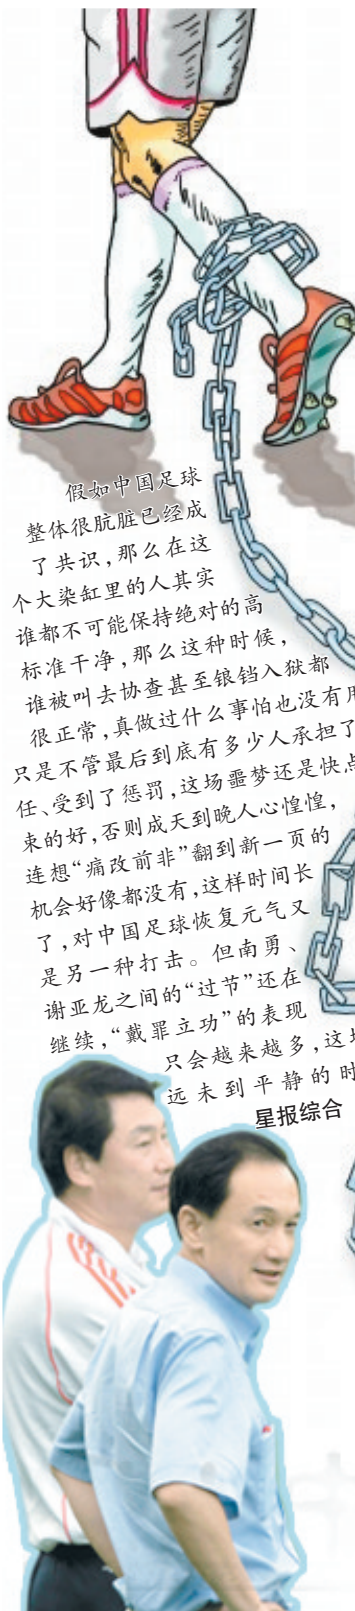 假如中国足球
整体很肮脏已经成
了共识，那么在这
个大染缸里的人其实
谁都不可能保持绝对的高
标准干净，那么这种时候，
谁被叫去协查甚至锒铛入狱都
很正常，真做过什么事怕也没有用
只是不管最后到底有多少人承担了
任、受到了惩罚，这场噩梦还是快点
束的好，否则成天到晚人心惶惶，
连想“痛改前非”翻到新一页的
机会好像都没有，这样时间长
了，对中国足球恢复元气又
是另一种打击。但南勇、
谢亚龙之间的“过节”还在
继续，“戴罪立功”的表现
只会越来越多，这场
远未到平静的时
星报综合